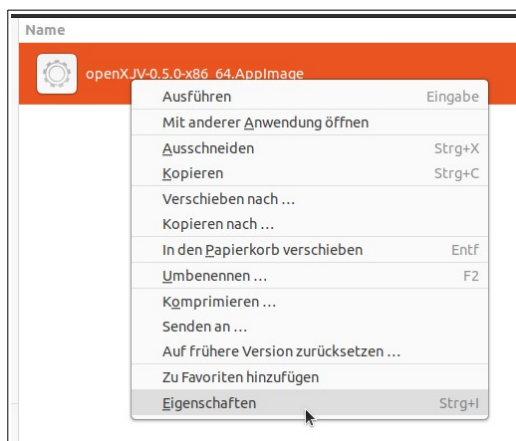 Name
openXJV-0.5.0-x86_64.AppImage
Ausführen Eingabe
Mit anderer Anwendung öffnen
Ausschneiden Strg+X
Kopieren Strg+C
Verschieben nach …
Kopieren nach …
In den Papierkorb verschieben Entf
Umbenennen … F2
Komprimieren …
Senden an …
Auf frühere Version zurücksetzen …
Zu Favoriten hinzufügen
Eigenschaften Strg+I